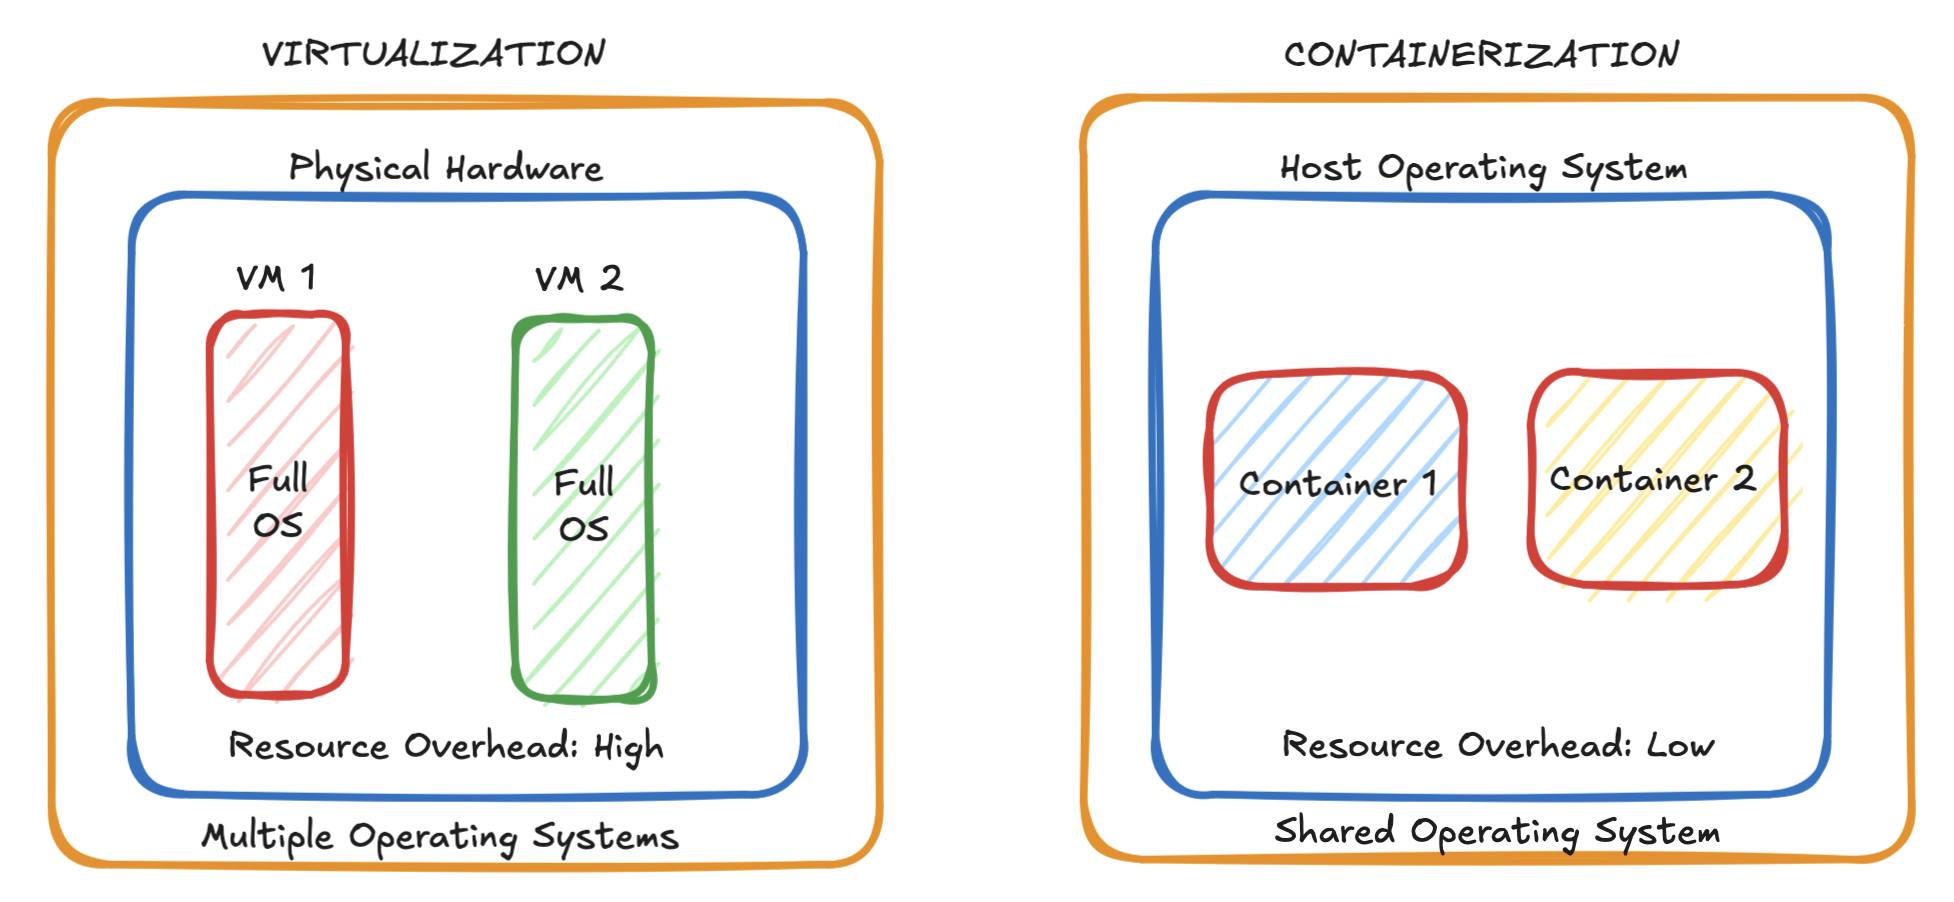 VIRTUALIZATION
Physical Hardware
VM 1
VM 2
Full
OS
Full
OS
Resource Overhead: High
Multiple Operating Systems
CONTAINERIZATION
Host Operating System
Container 1
Container 2
Resource Overhead: Low
Shared Operating System